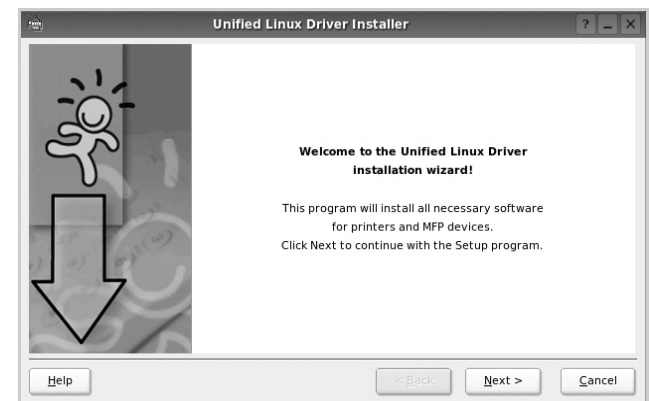 Unified Linux Driver Installer
Welcome to the Unified Linux Driver
installation wizard!
This program will install all necessary software
for printers and MFP devices.
Click Next to continue with the Setup program.
Help
< Back
Next >
Cancel